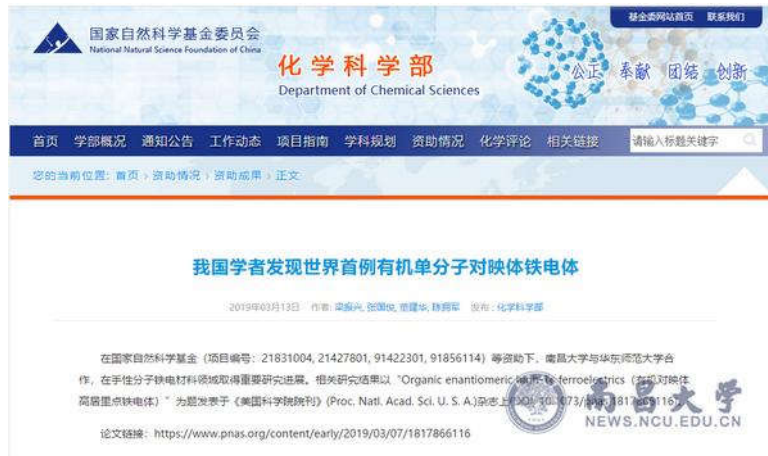 国家自然科学基金委员会
National Natural Science Foundation of China
化学科学部
Department of Chemical Sciences
基金委网站首页 联系我们
公正 奉献 团结 创新
首页 学部概况 通知公告 工作动态 项目指南 学科规划 资助情况 化学评论 相关链接 请输入标题关键字
您的当前位置: 首页 › 资助情况 › 资助成果 › 正文
我国学者发现世界首例有机单分子对映体铁电体
2019年03月13日 作者: 梁振兴, 张国俊, 陈拥军 发布: 化学科学部
在国家自然科学基金(项目编号: 21831004, 21427801, 91422301, 91856114)等资助下,南昌大学与华东师范大学合
作,在手性分子铁电材料领域取得重要研究进展。相关研究结果以“Organic enantiomeric ferroelectrics(有机对映体
高居里点铁电体)”为题发表于《美国科学院院刊》(Proc. Natl. Acad. Sci. U. S. A.)杂志上
论文链接: https://www.pnas.org/content/early/2019/03/07/1817866116
南昌大学
NEWS.NCU.EDU.CN